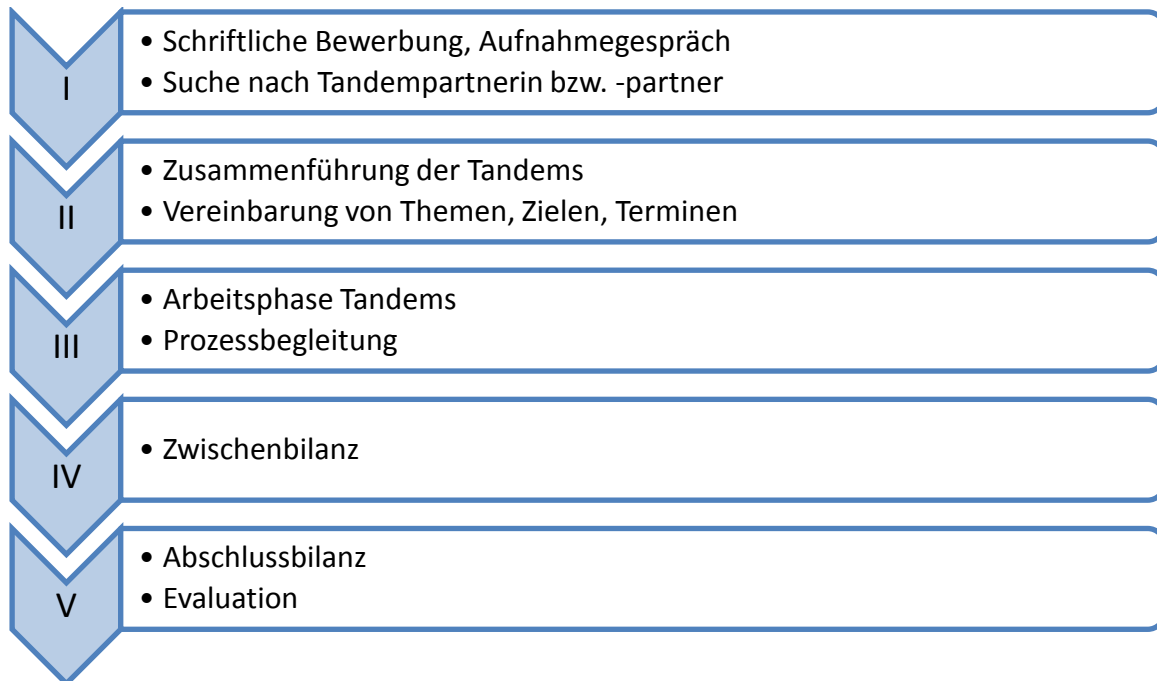 I
• Schriftliche Bewerbung, Aufnahmegespräch
• Suche nach Tandempartnerin bzw. -partner
II
• Zusammenführung der Tandems
• Vereinbarung von Themen, Zielen, Terminen
III
• Arbeitsphase Tandems
• Prozessbegleitung
IV
• Zwischenbilanz
V
• Abschlussbilanz
• Evaluation